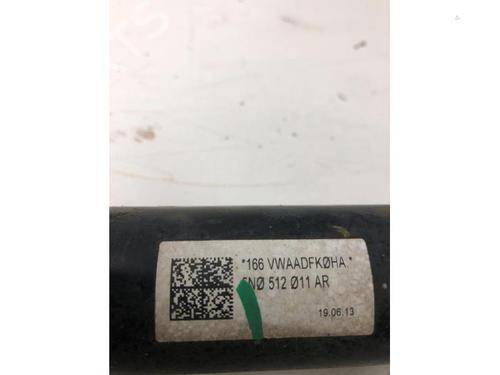 *166 VWAADFKØHA.*
5NØ 512 Ø11 AR
19.06.13